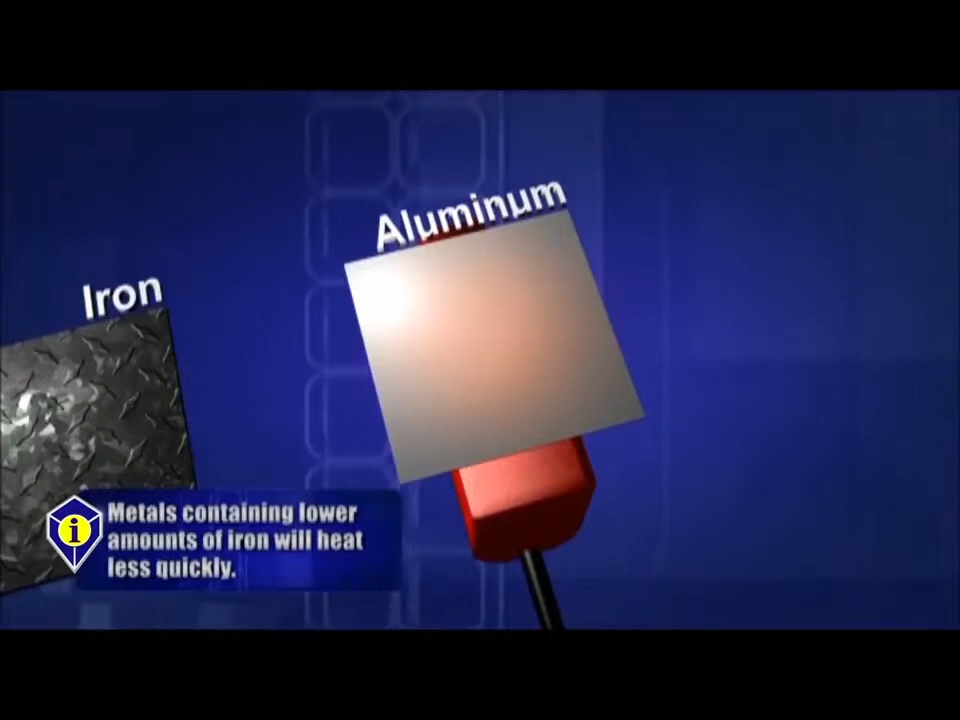 Aluminum
Iron
i
Metals containing lower
amounts of iron will heat
less quickly.